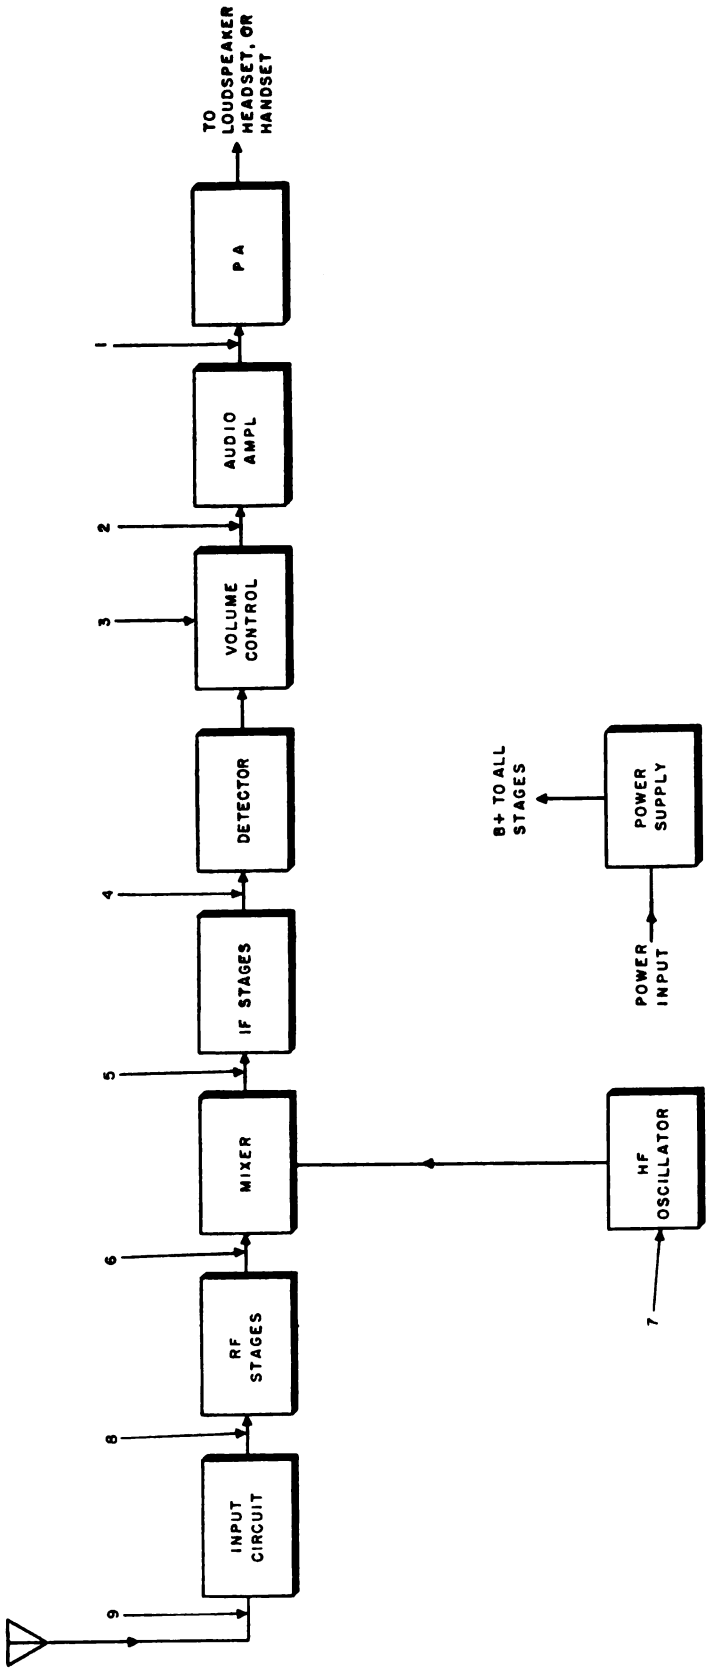 9
INPUT
CIRCUIT
8
RF
STAGES
6
MIXER
5
IF STAGES
4
DETECTOR
3
VOLUME
CONTROL
2
AUDIO
AMPL
1
PA
TO
LOUDSPEAKER
HEADSET, OR
HANDSET
7
HF
OSCILLATOR
POWER
INPUT
POWER
SUPPLY
B+ TO ALL
STAGES